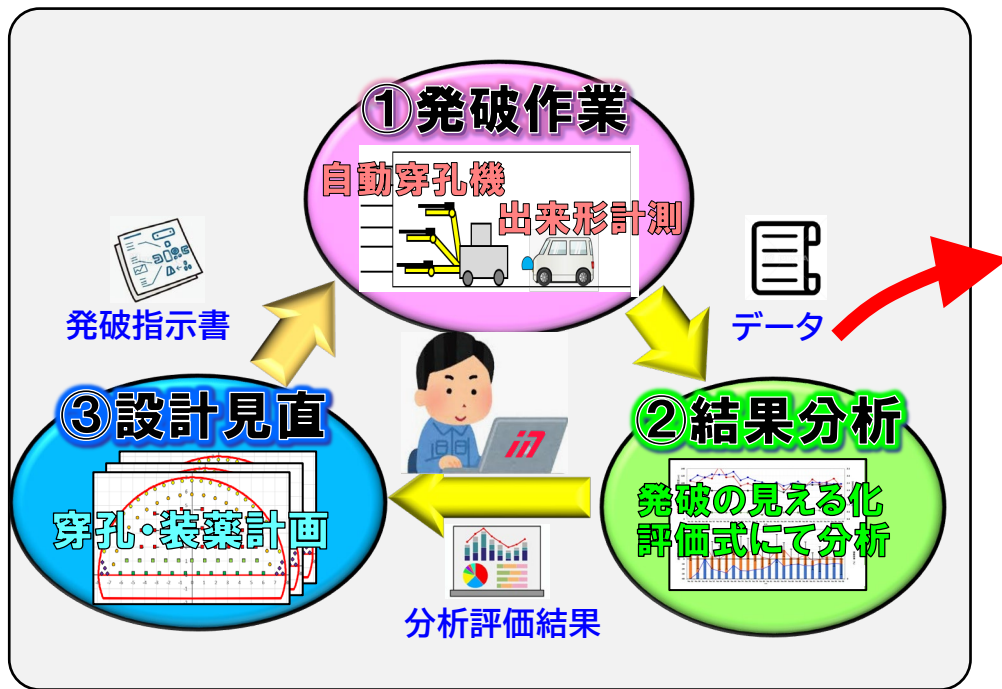 ①発破作業
自動穿孔機
出来形計測
発破指示書
データ
③設計見直
穿孔・装薬計画
②結果分析
発破の見える化
評価式にて分析
分析評価結果